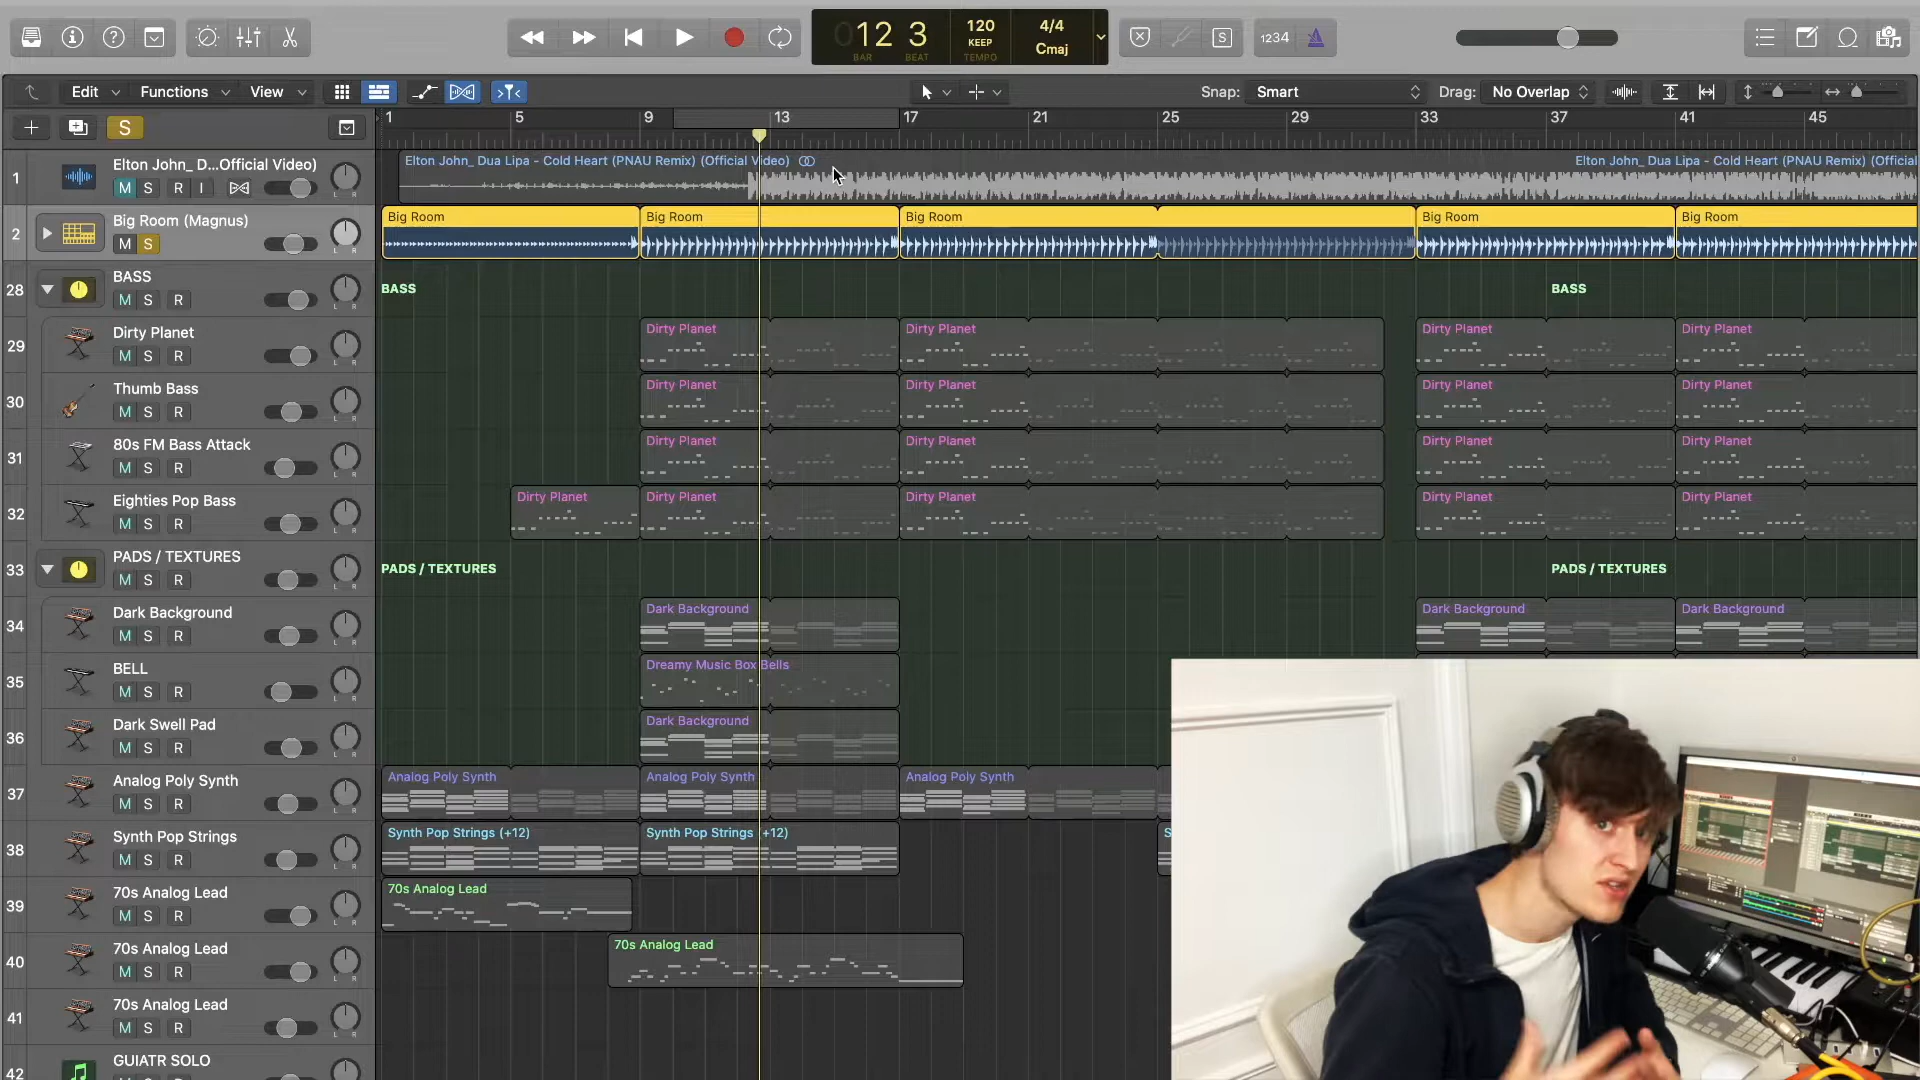 12 3
BAR BEAT
120
KEEP
TEMPO
4/4
Cmaj
S
1234
Edit Functions View Snap: Smart Drag: No Overlap
S
1 5 9 13 17 21 25 29 33 37 41 45
1 Elton John_ D...Official Video)
M S R I
Elton John_ Dua Lipa - Cold Heart (PNAU Remix) (Official Video)
Elton John_ Dua Lipa - Cold Heart (PNAU Remix) (Official
2 Big Room (Magnus)
M S
Big Room Big Room Big Room Big Room Big Room
28 BASS
M S R
BASS BASS
29 Dirty Planet
M S R
Dirty Planet Dirty Planet Dirty Planet Dirty Planet
30 Thumb Bass
M S R
Dirty Planet Dirty Planet Dirty Planet Dirty Planet
31 80s FM Bass Attack
M S R
Dirty Planet Dirty Planet Dirty Planet Dirty Planet
32 Eighties Pop Bass
M S R
Dirty Planet Dirty Planet Dirty Planet Dirty Planet Dirty Planet
33 PADS / TEXTURES
M S R
PADS / TEXTURES PADS / TEXTURES
34 Dark Background
M S R
Dark Background Dark Background Dark Background
35 BELL
M S R
Dreamy Music Box Bells
36 Dark Swell Pad
M S R
Dark Background
37 Analog Poly Synth
M S R
Analog Poly Synth Analog Poly Synth Analog Poly Synth
38 Synth Pop Strings
M S R
Synth Pop Strings (+12) Synth Pop Strings (+12) S
39 70s Analog Lead
M S R
70s Analog Lead
40 70s Analog Lead
M S R
70s Analog Lead
41 70s Analog Lead
M S R
42 GUIATR SOLO